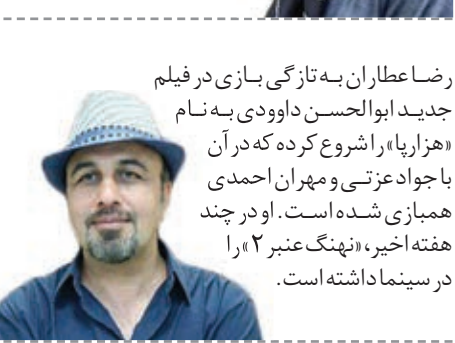 رضا عطاران به تازگی بازی در فیلم
جدید ابوالحسن داوودی به نام
«هزارپا» را شروع کرده که در آن
با جواد عزتی و مهران احمدی
همبازی شده است. او در چند
هفته اخیر، «نهنگ عنبر ۲» را
در سینما داشته است.